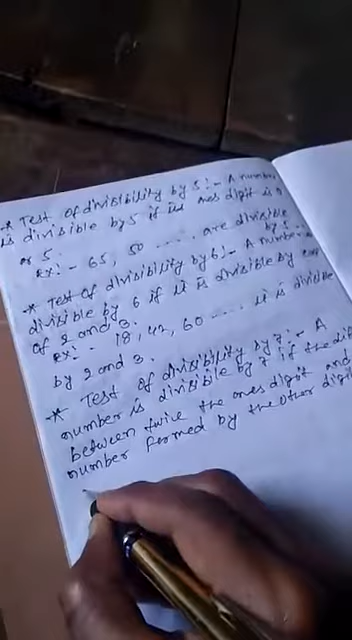 * Test of divisibility by 5:- A number
is divisible by 5 if its ones digit is 0
or 5.
Ex:- 65, 50 ..... are divisible
by 5...
* Test of divisibility by 6:- A number is
divisible by 6 if it is divisible by
of 2 and 3.
Ex:- 18, 42, 60 ..... it is divisible
by 2 and 3.
* Test of divisibility by 7:- A
number is divisible by 7 if the
between twice the ones digit and
number formed by the other